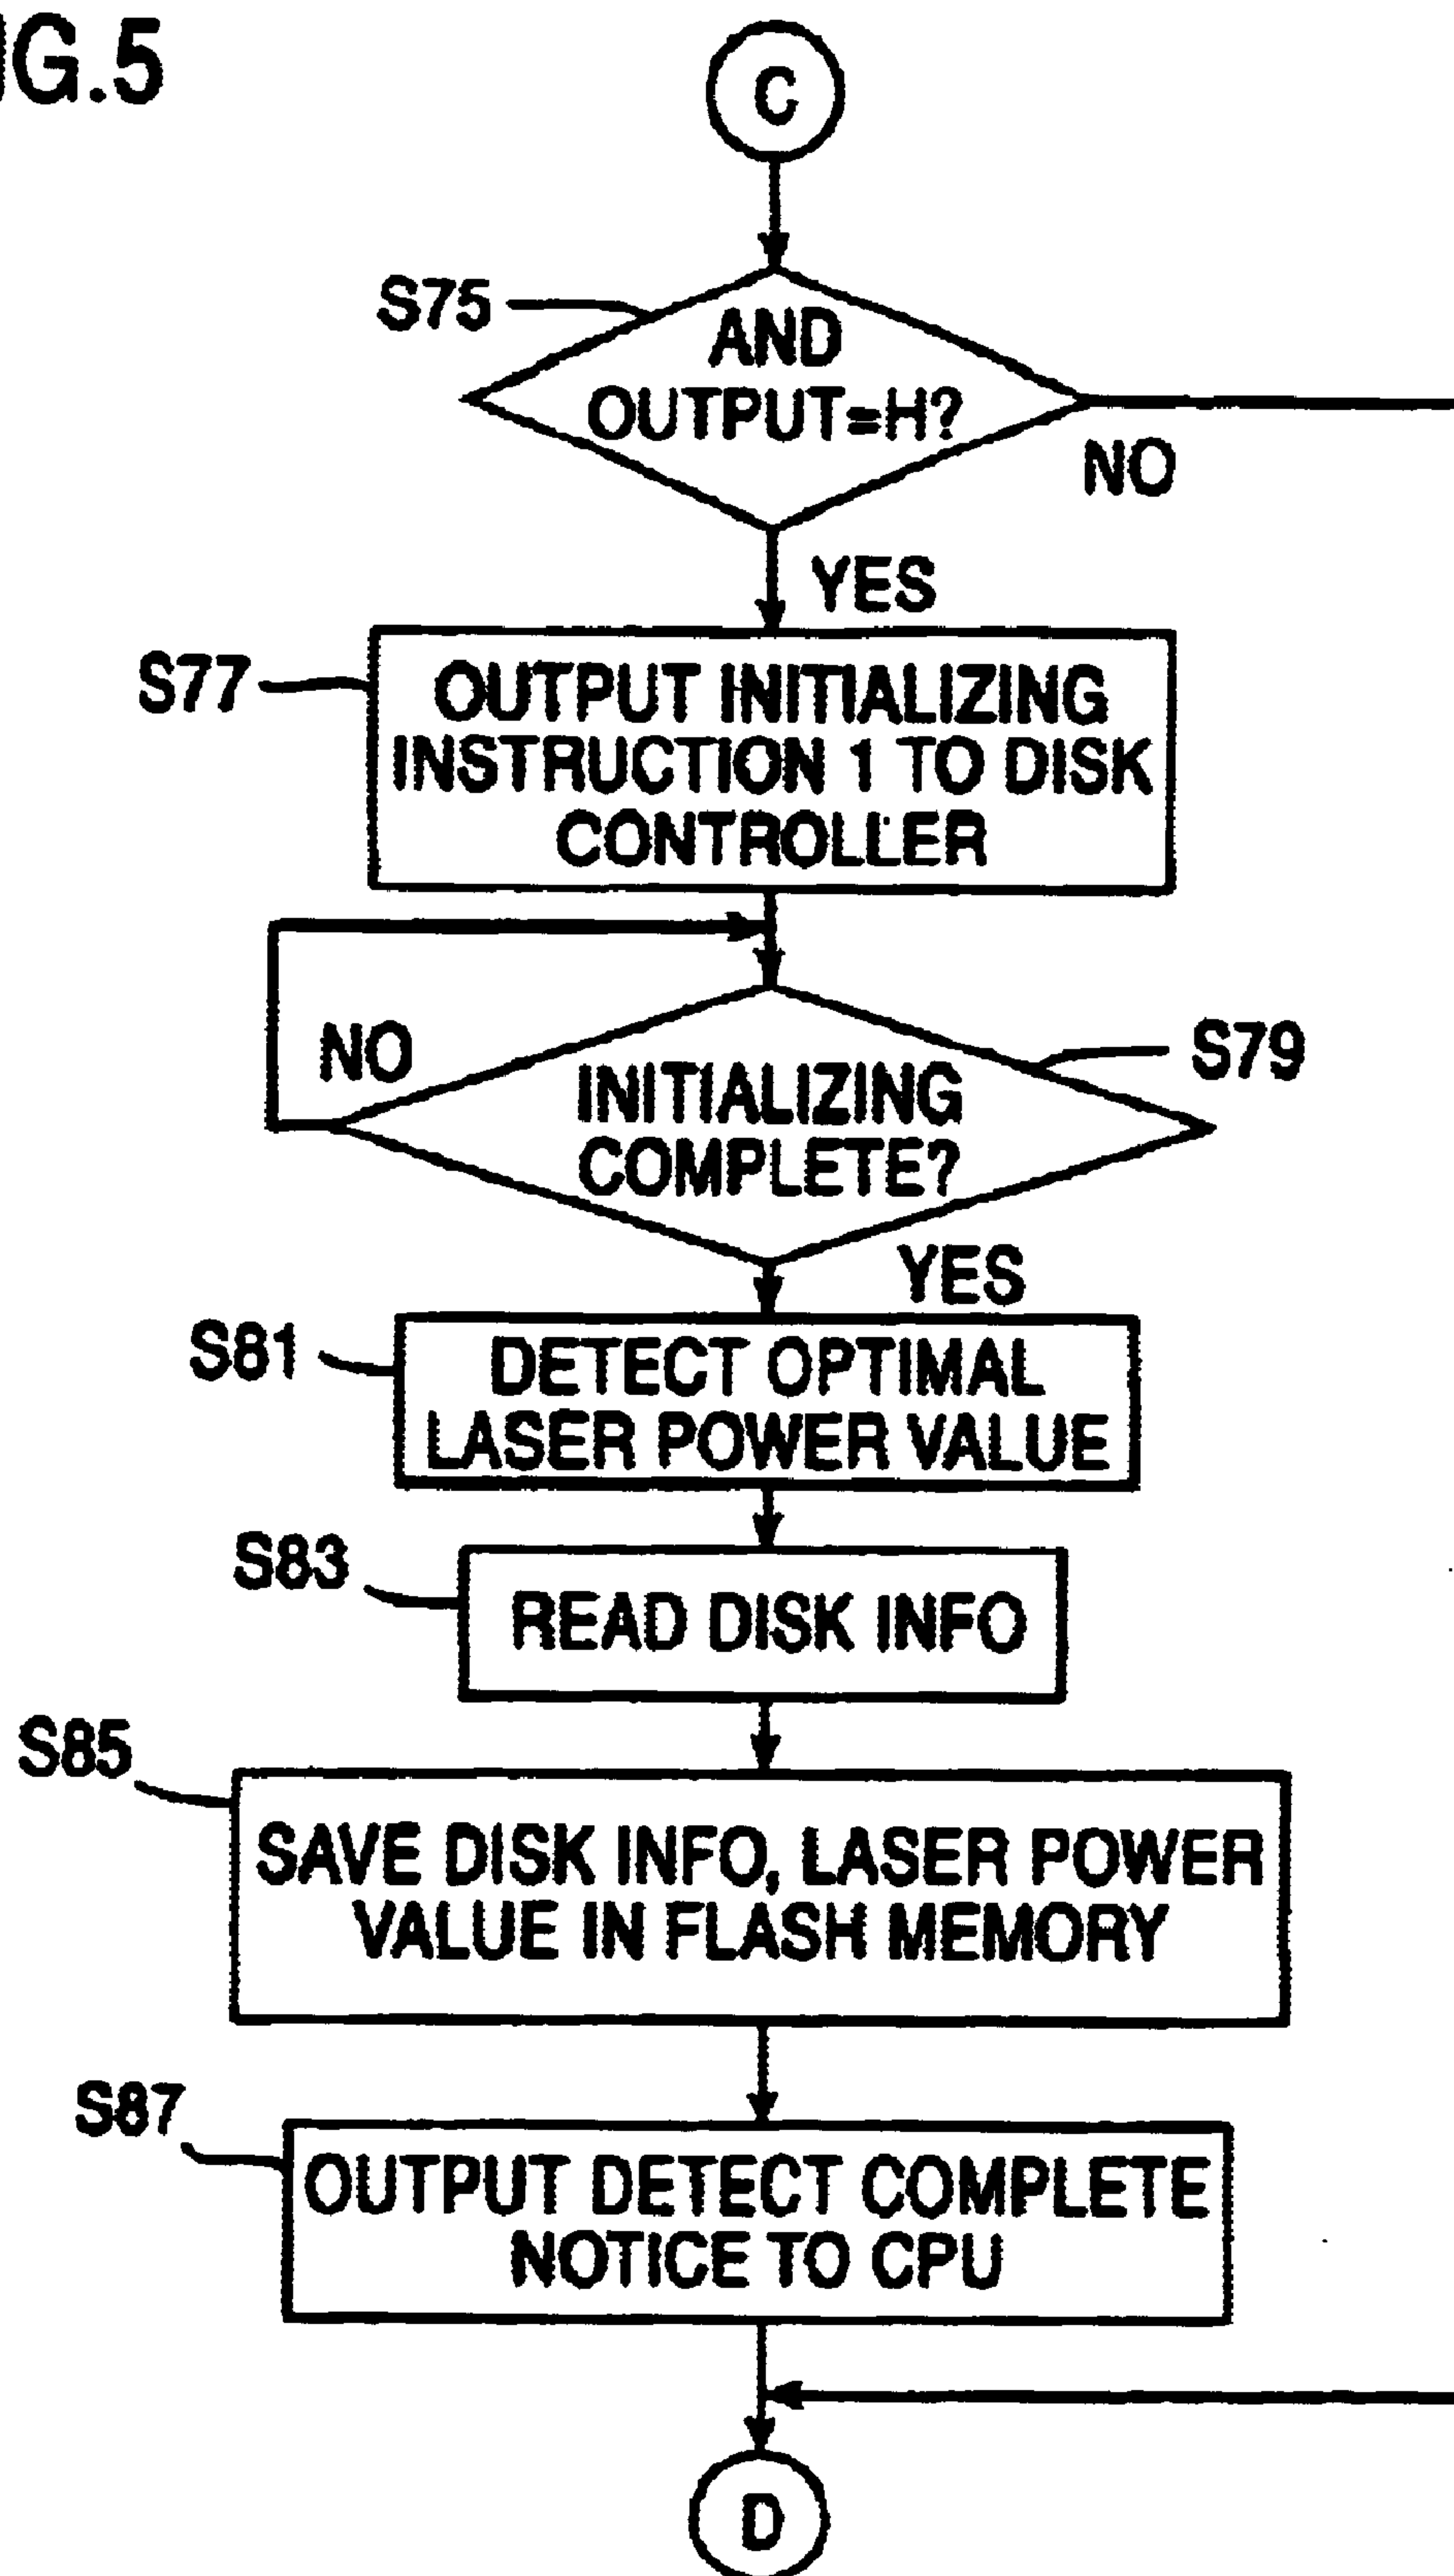 IG.5
C
S75
AND
OUTPUT=H?
NO
YES
S77
OUTPUT INITIALIZING
INSTRUCTION 1 TO DISK
CONTROLLER
NO
S79
INITIALIZING
COMPLETE?
YES
S81
DETECT OPTIMAL
LASER POWER VALUE
S83
READ DISK INFO
S85
SAVE DISK INFO, LASER POWER
VALUE IN FLASH MEMORY
S87
OUTPUT DETECT COMPLETE
NOTICE TO CPU
D